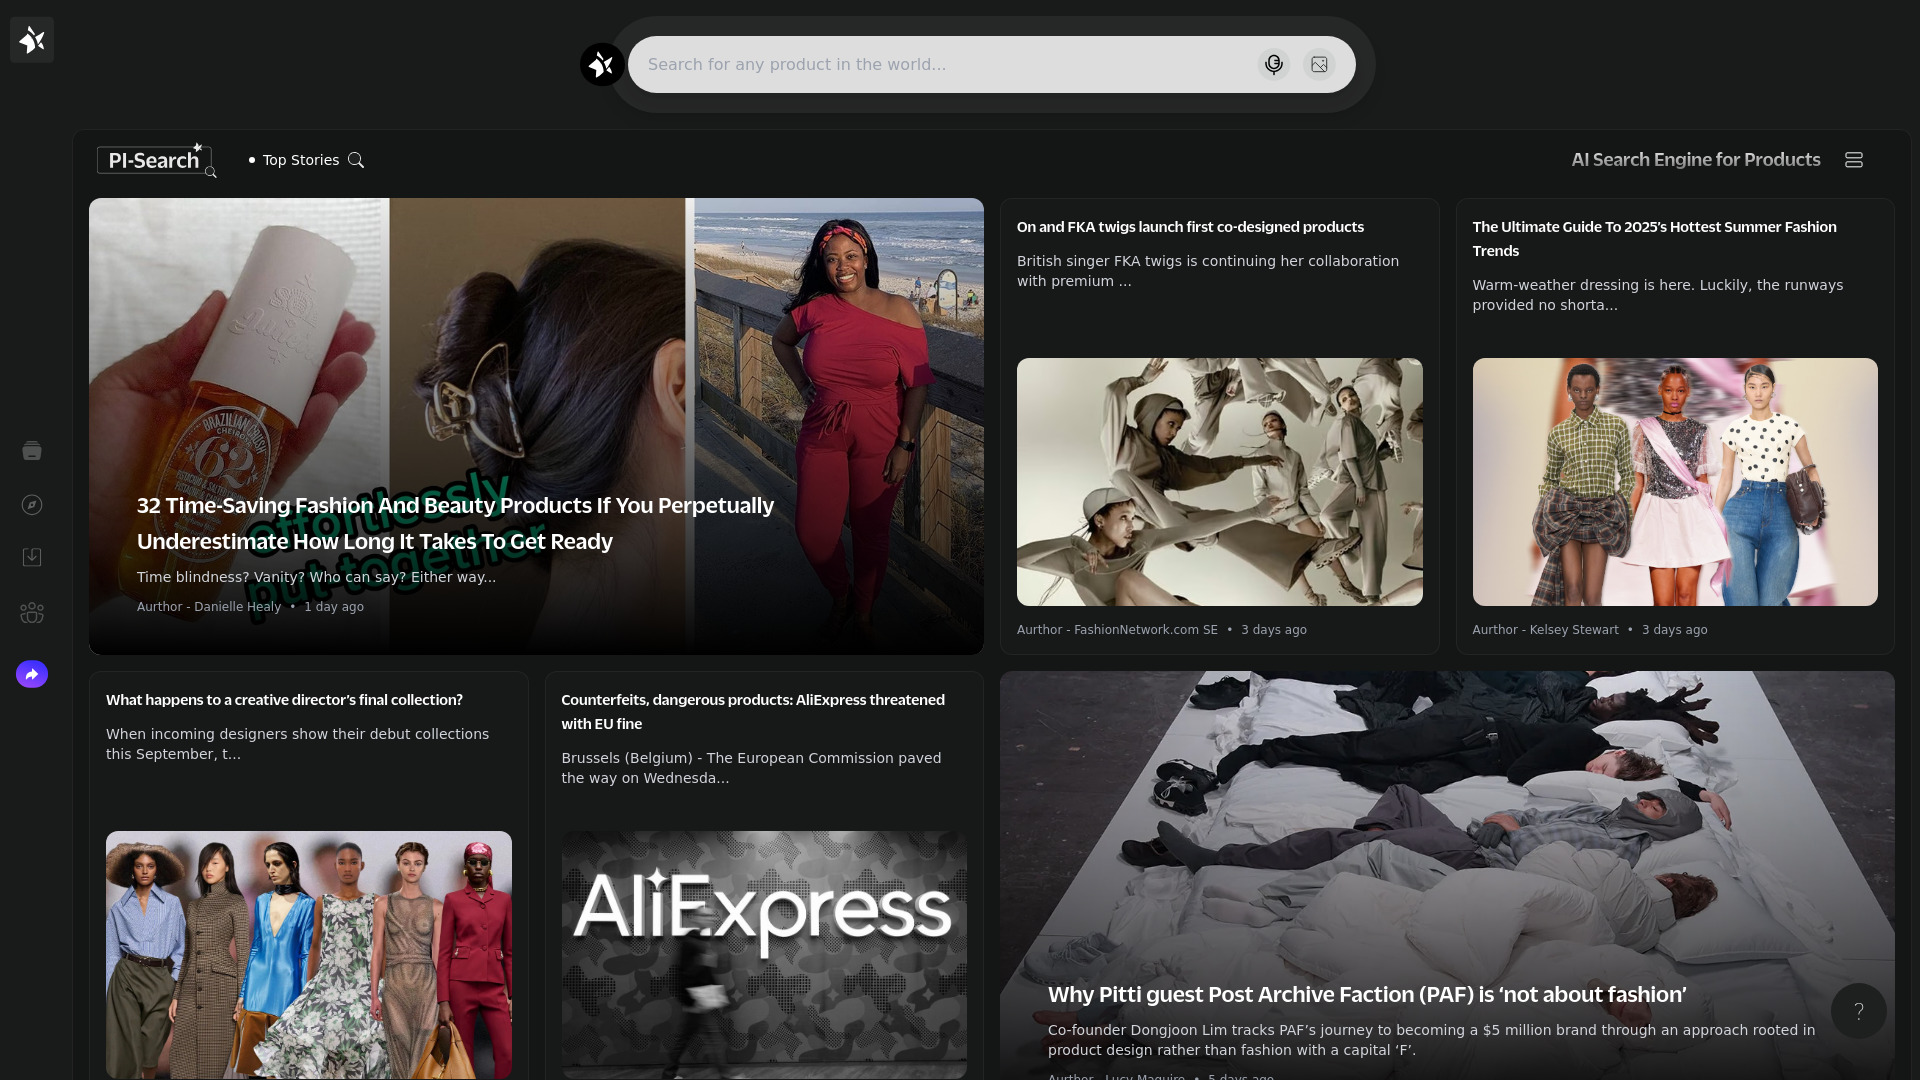 Search for any product in the world...
PI-Search
Top Stories
AI Search Engine for Products
BRAZILIAN CRUSH
CHEIROSA
62
effortlessly
put together
32 Time-Saving Fashion And Beauty Products If You Perpetually
Underestimate How Long It Takes To Get Ready
Time blindness? Vanity? Who can say? Either way...
Aurthor - Danielle Healy • 1 day ago
On and FKA twigs launch first co-designed products
British singer FKA twigs is continuing her collaboration
with premium ...
Aurthor - FashionNetwork.com SE • 3 days ago
The Ultimate Guide To 2025’s Hottest Summer Fashion
Trends
Warm-weather dressing is here. Luckily, the runways
provided no shorta...
Aurthor - Kelsey Stewart • 3 days ago
What happens to a creative director’s final collection?
When incoming designers show their debut collections
this September, t...
Counterfeits, dangerous products: AliExpress threatened
with EU fine
Brussels (Belgium) - The European Commission paved
the way on Wednesda...
AliExpress
Why Pitti guest Post Archive Faction (PAF) is ‘not about fashion’
Co-founder Dongjoon Lim tracks PAF’s journey to becoming a $5 million brand through an approach rooted in
product design rather than fashion with a capital ‘F’.
Aurthor - Lucy Maguire • 5 days ago
?